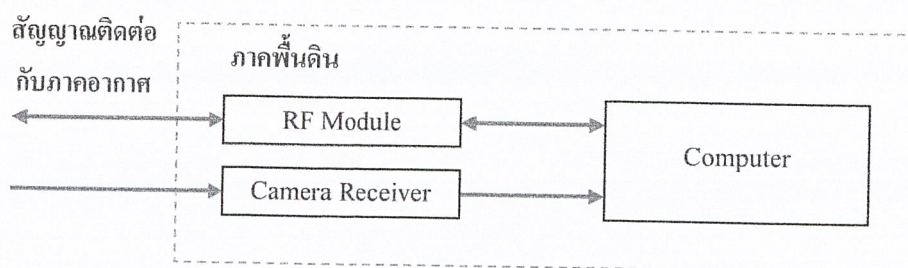 สัญญาณติดต่อ
กับภาคอากาศ
ภาคพื้นดิน
RF Module
Camera Receiver
Computer